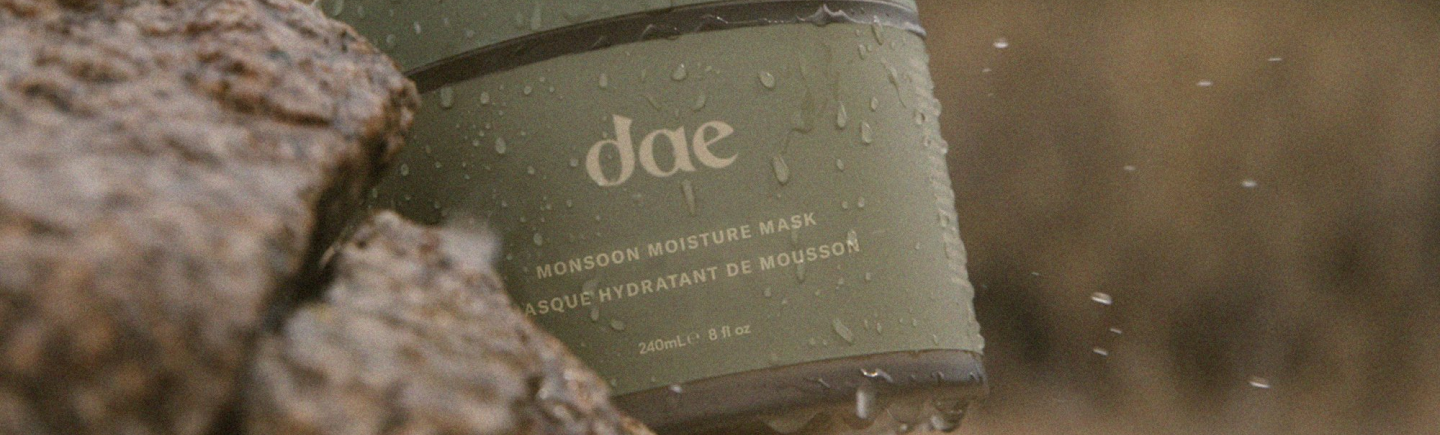 dae
MONSOON MOISTURE MASK
ASQUE HYDRATANT DE MOUSSON
240mL℮ 8 fl oz